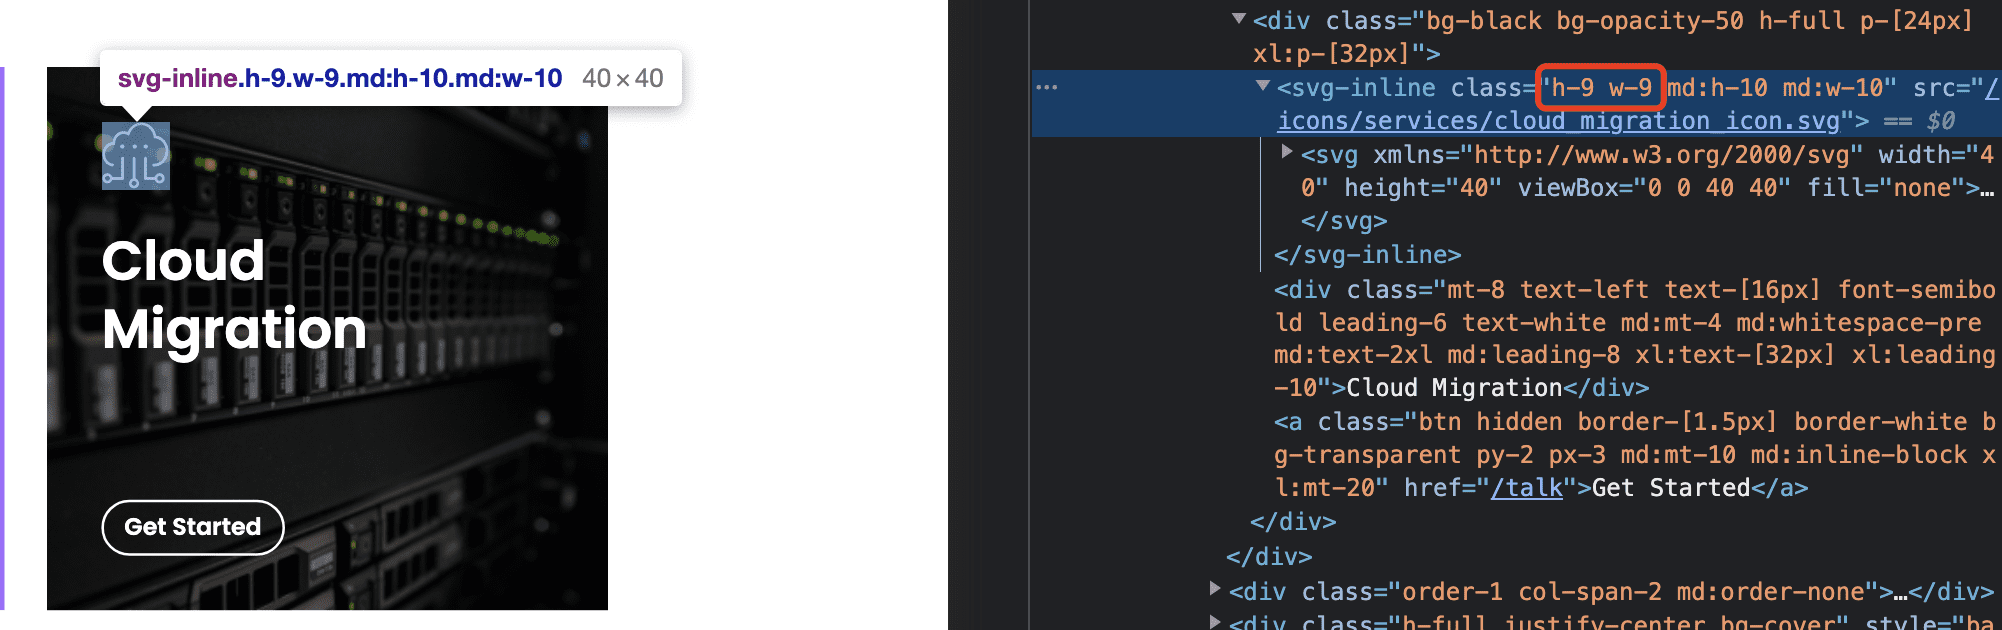 svg-inline.h-9.w-9.md:h-10.md:w-10 40×40
Cloud
Migration
Get Started
<div class="bg-black bg-opacity-50 h-full p-[24px]
xl:p-[32px]">
<svg-inline class="h-9 w-9 md:h-10 md:w-10" src="/
icons/services/cloud_migration_icon.svg"> == $0
<svg xmlns="http://www.w3.org/2000/svg" width="4
0" height="40" viewBox="0 0 40 40" fill="none">…
</svg>
</svg-inline>
<div class="mt-8 text-left text-[16px] font-semibo
ld leading-6 text-white md:mt-4 md:whitespace-pre
md:text-2xl md:leading-8 xl:text-[32px] xl:leading
-10">Cloud Migration</div>
<a class="btn hidden border-[1.5px] border-white b
g-transparent py-2 px-3 md:mt-10 md:inline-block x
l:mt-20" href="/talk">Get Started</a>
</div>
</div>
<div class="order-1 col-span-2 md:order-none">…</div>
<div class="h-full justify-center bg-cover" style="ba